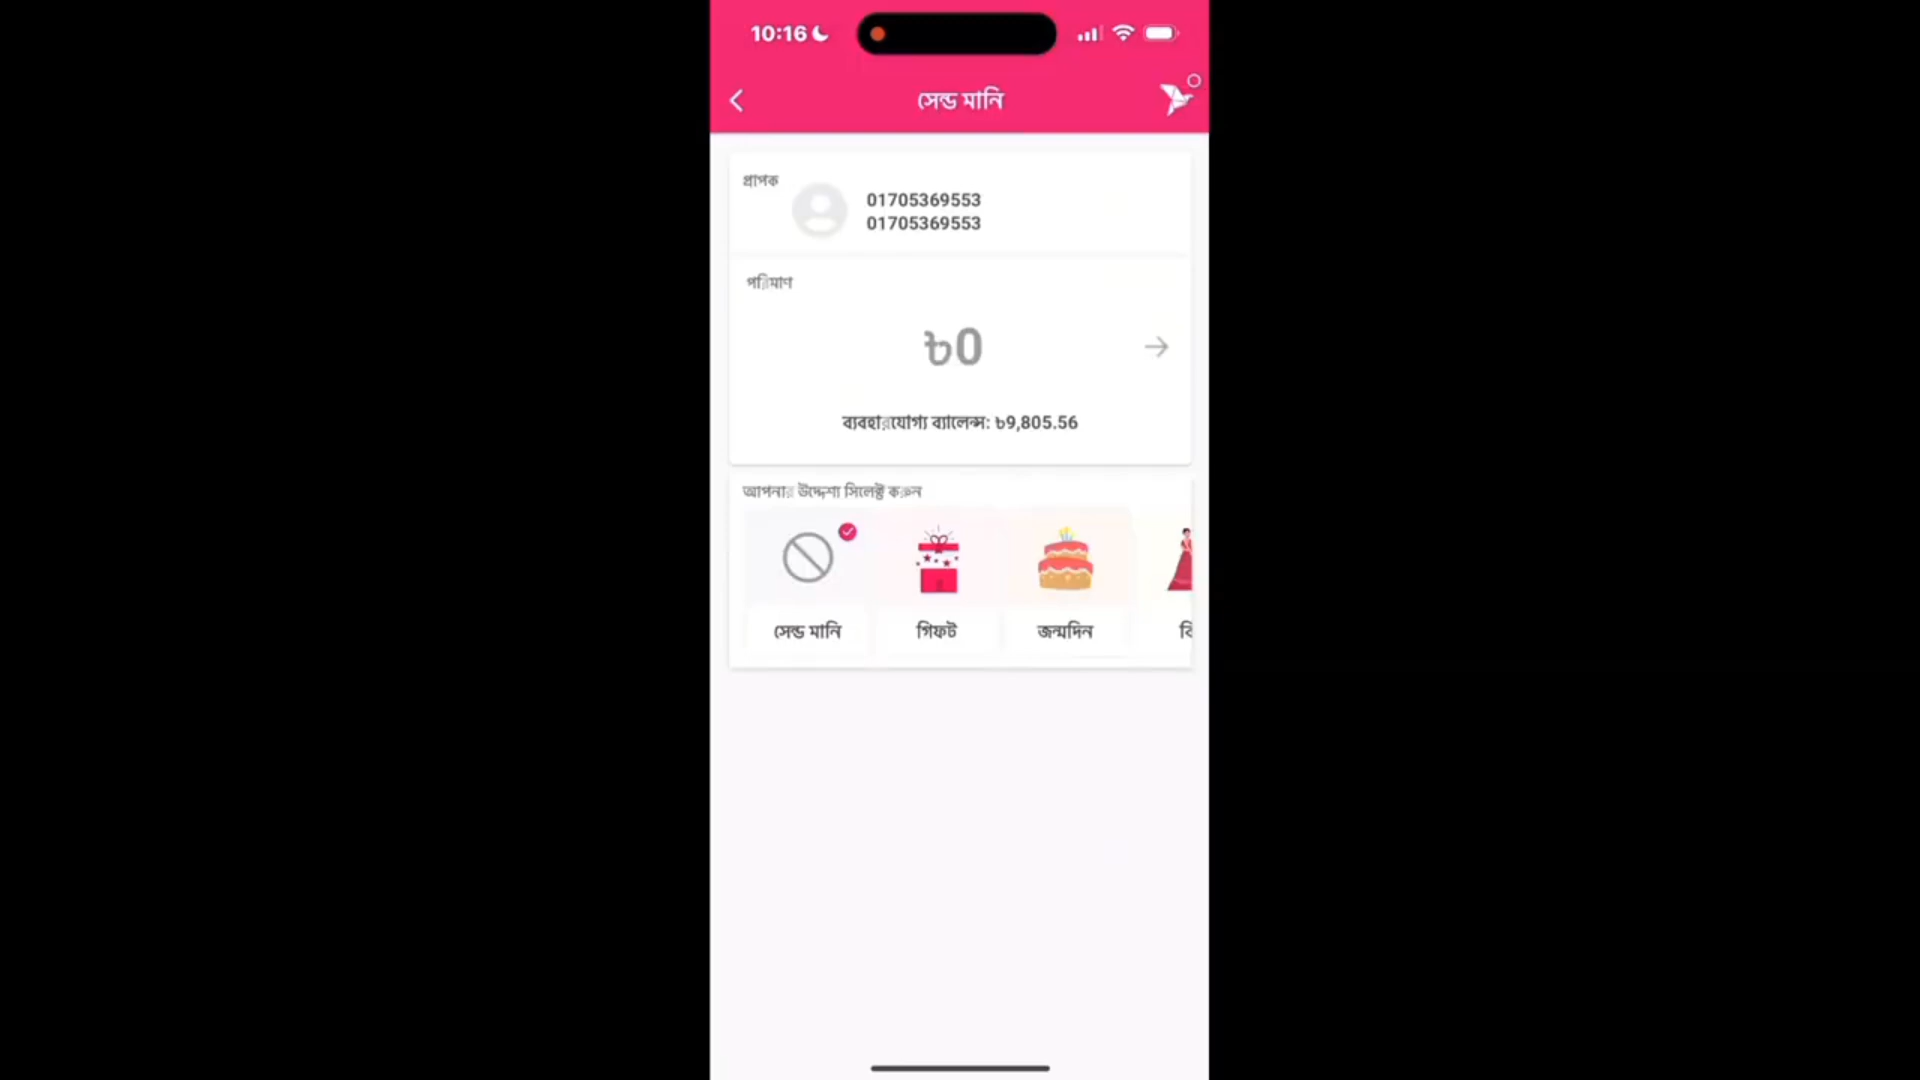 10:16
সেন্ড মানি
প্রাপক
01705369553
01705369553
পরিমাণ
৳0
ব্যবহারযোগ্য ব্যালেন্স: ৳9,805.56
আপনার উদ্দেশ্য সিলেক্ট করুন
সেন্ড মানি
গিফট
জন্মদিন
বি